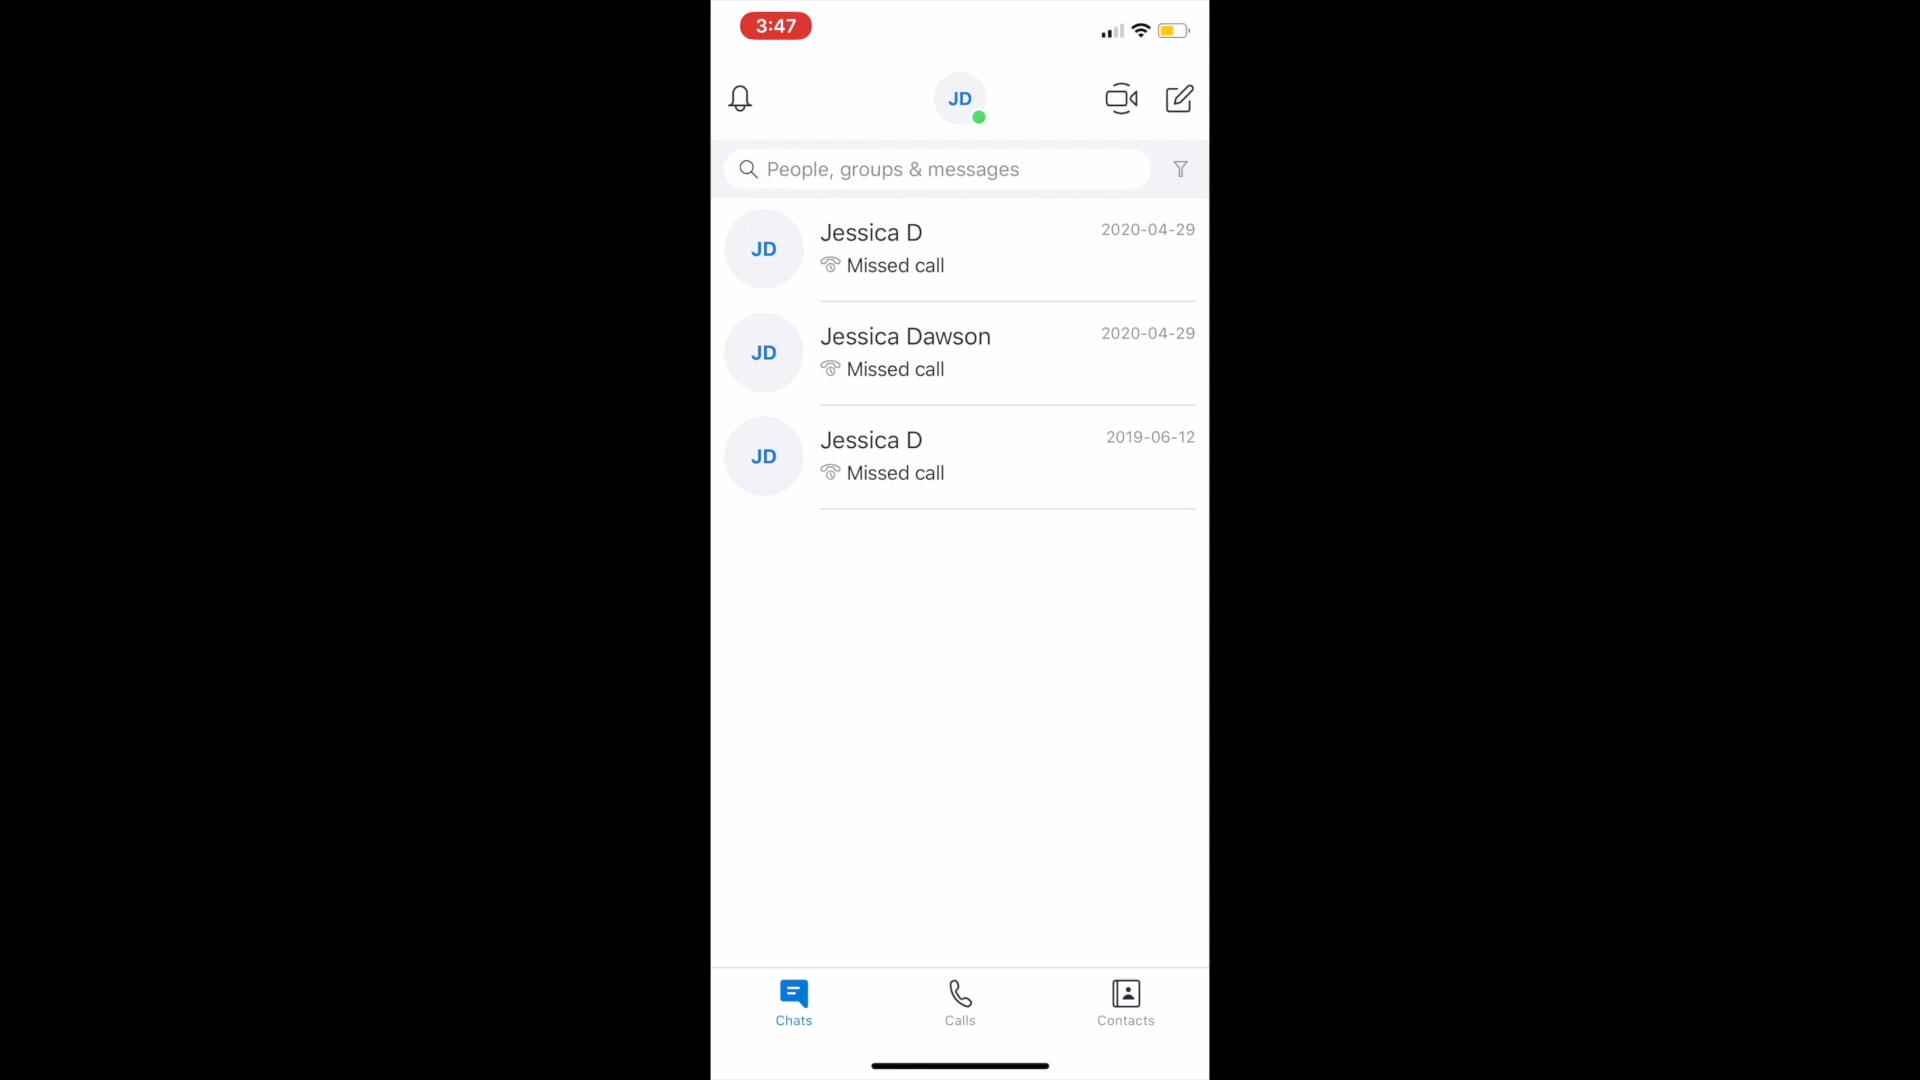 3:47
JD
People, groups & messages
JD
Jessica D
2020-04-29
Missed call
JD
Jessica Dawson
2020-04-29
Missed call
JD
Jessica D
2019-06-12
Missed call
Chats
Calls
Contacts